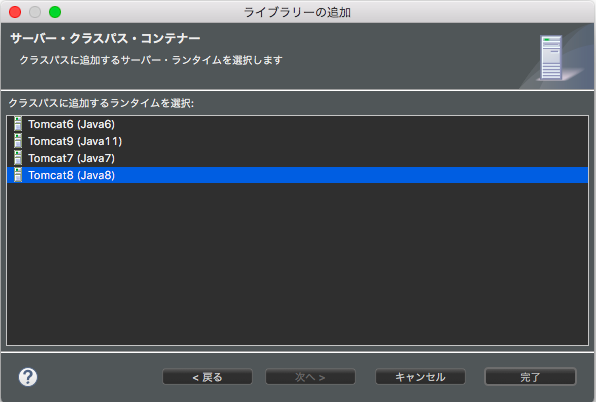 ライブラリーの追加
サーバー・クラスパス・コンテナー
クラスパスに追加するサーバー・ランタイムを選択します
クラスパスに追加するランタイムを選択:
Tomcat6 (Java6)
Tomcat9 (Java11)
Tomcat7 (Java7)
Tomcat8 (Java8)
?
< 戻る
次へ >
キャンセル
完了